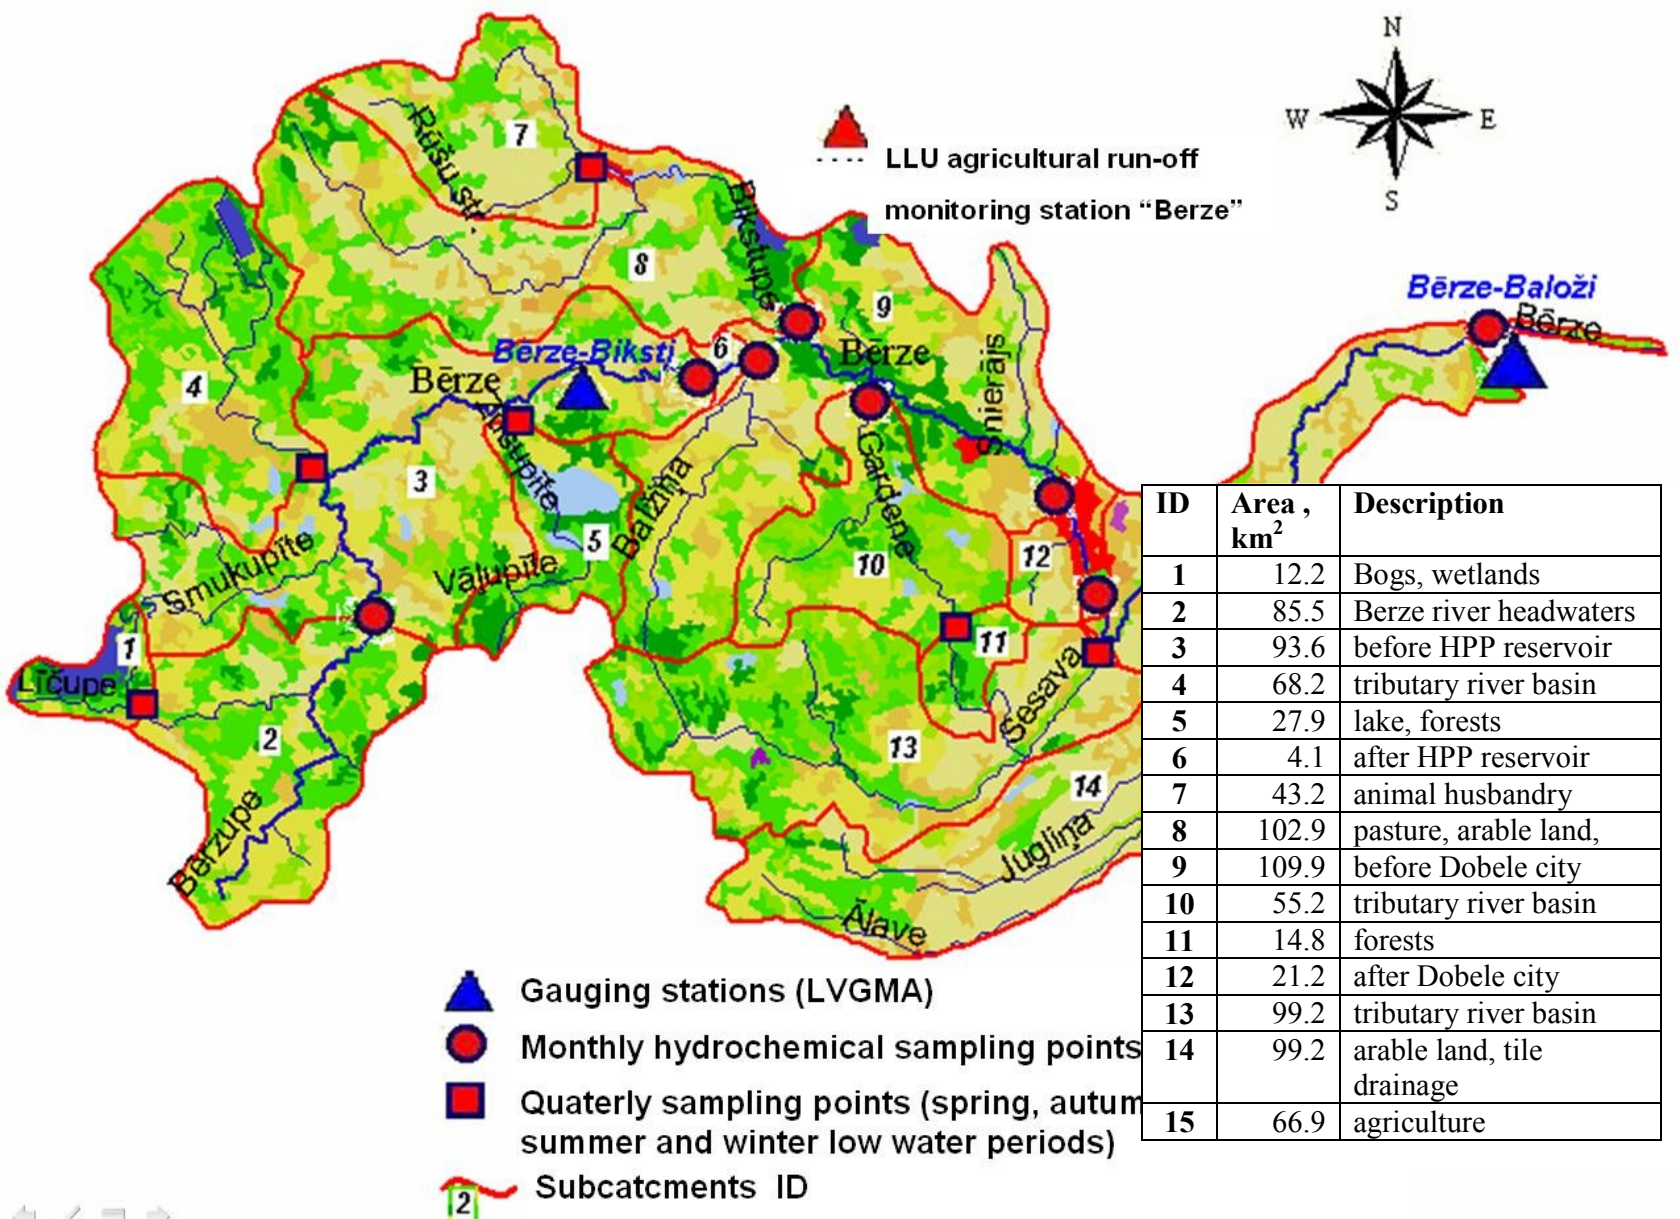 N
W E
S
LLU agricultural run-off
monitoring station “Berze”
Rūšu str.
7
Bikstupe
8
9
Bērze-Baloži
Bērze
Bērze-Biksti
6
Bērze
Bērze
4
3
Gardene
Balziņa
5
10
12
Smukupīte
Vāļupīte
1
11
Līčupe
Sesava
2
13
14
Bērzupe
Jugliņa
Āļave
ID Area , Description
km²
1 12.2 Bogs, wetlands
2 85.5 Berze river headwaters
3 93.6 before HPP reservoir
4 68.2 tributary river basin
5 27.9 lake, forests
6 4.1 after HPP reservoir
7 43.2 animal husbandry
8 102.9 pasture, arable land,
9 109.9 before Dobele city
10 55.2 tributary river basin
11 14.8 forests
12 21.2 after Dobele city
13 99.2 tributary river basin
14 99.2 arable land, tile
drainage
15 66.9 agriculture
Gauging stations (LVGMA)
Monthly hydrochemical sampling points
Quaterly sampling points (spring, autum
summer and winter low water periods)
Subcatcments ID
2